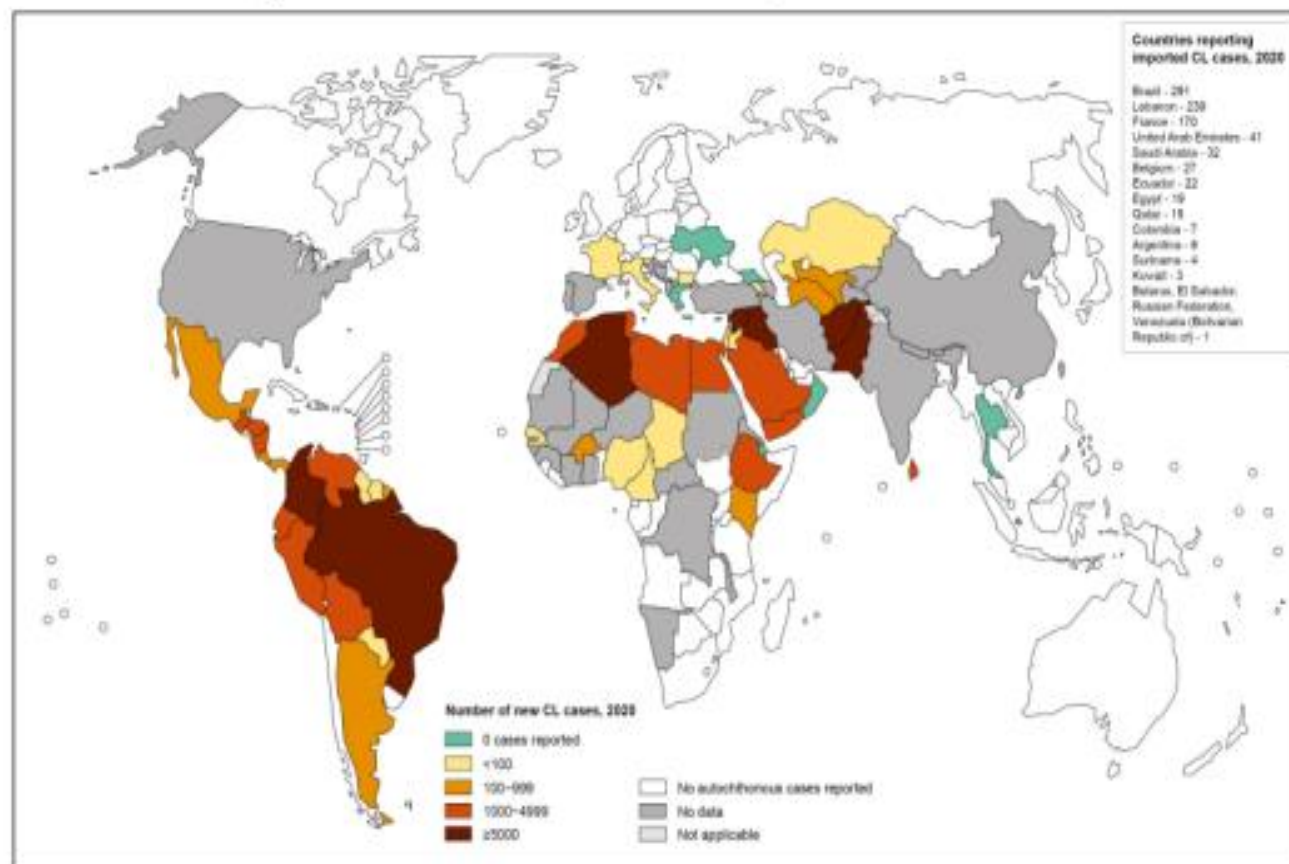 Countries reporting
imported CL cases, 2020
Brazil - 291
Lebanon - 239
France - 170
United Arab Emirates - 41
Saudi Arabia - 32
Belgium - 27
Ecuador - 22
Egypt - 19
Qatar -
Colombia - 7
Argentina -
Suriname - 4
Kuwait - 3
Belarus, El Salvador,
Russian Federation,
Venezuela (Bolivarian
Republic of) - 1
Number of new CL cases, 2020
0 cases reported
<100
100–999
1000–4999
≥5000
No autochthonous cases reported
No data
Not applicable